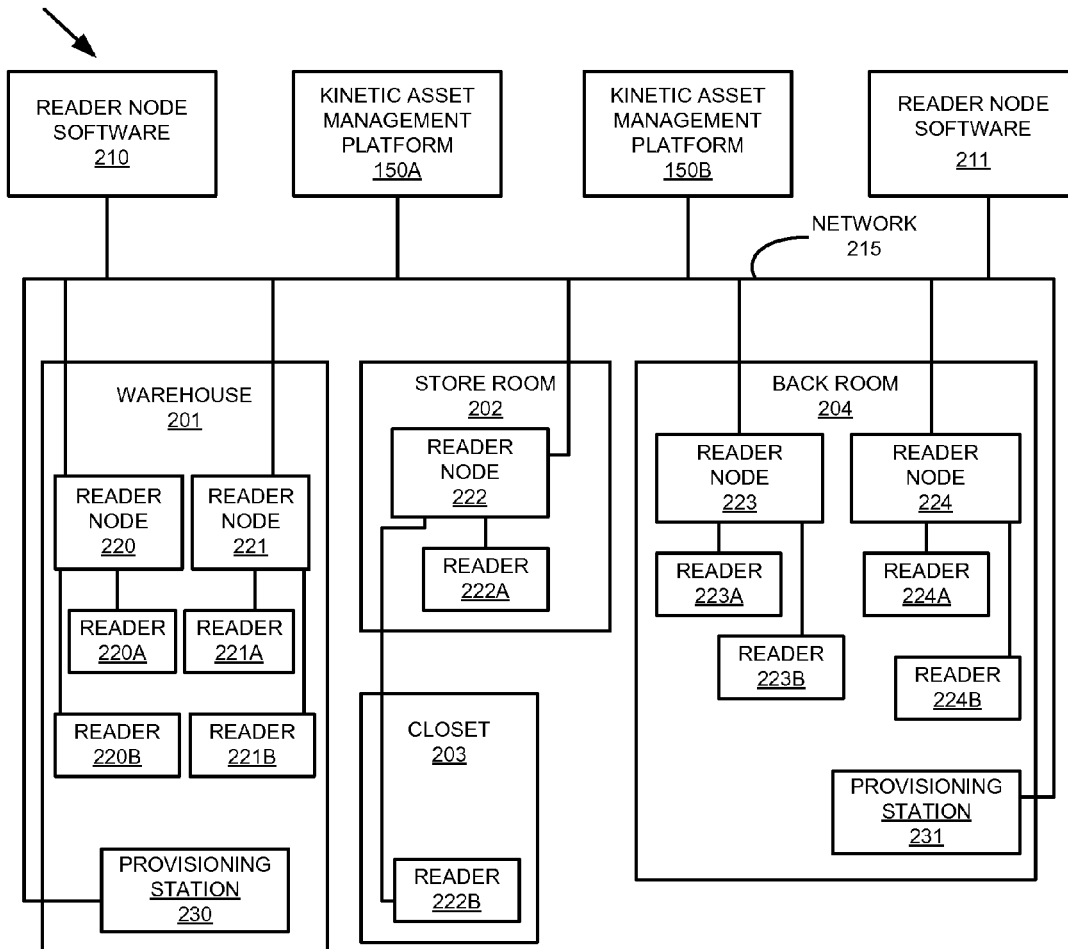 READER NODE
SOFTWARE
210
KINETIC ASSET
MANAGEMENT
PLATFORM
150A
KINETIC ASSET
MANAGEMENT
PLATFORM
150B
READER NODE
SOFTWARE
211
NETWORK
215
WAREHOUSE
201
READER
NODE
220
READER
NODE
221
READER
220A
READER
221A
READER
220B
READER
221B
PROVISIONING
STATION
230
STORE ROOM
202
READER
NODE
222
READER
222A
CLOSET
203
READER
222B
BACK ROOM
204
READER
NODE
223
READER
NODE
224
READER
223A
READER
224A
READER
223B
READER
224B
PROVISIONING
STATION
231